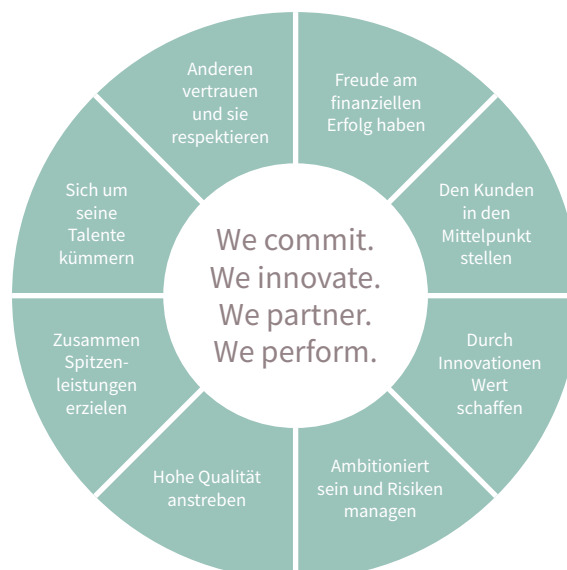 Anderen
vertrauen
und sie
respektieren
Freude am
finanziellen
Erfolg haben
Den Kunden
in den
Mittelpunkt
stellen
Durch
Innovationen
Wert
schaffen
Ambitioniert
sein und Risiken
managen
Hohe Qualität
anstreben
Zusammen
Spitzen-
leistungen
erzielen
Sich um
seine
Talente
kümmern
We commit.
We innovate.
We partner.
We perform.